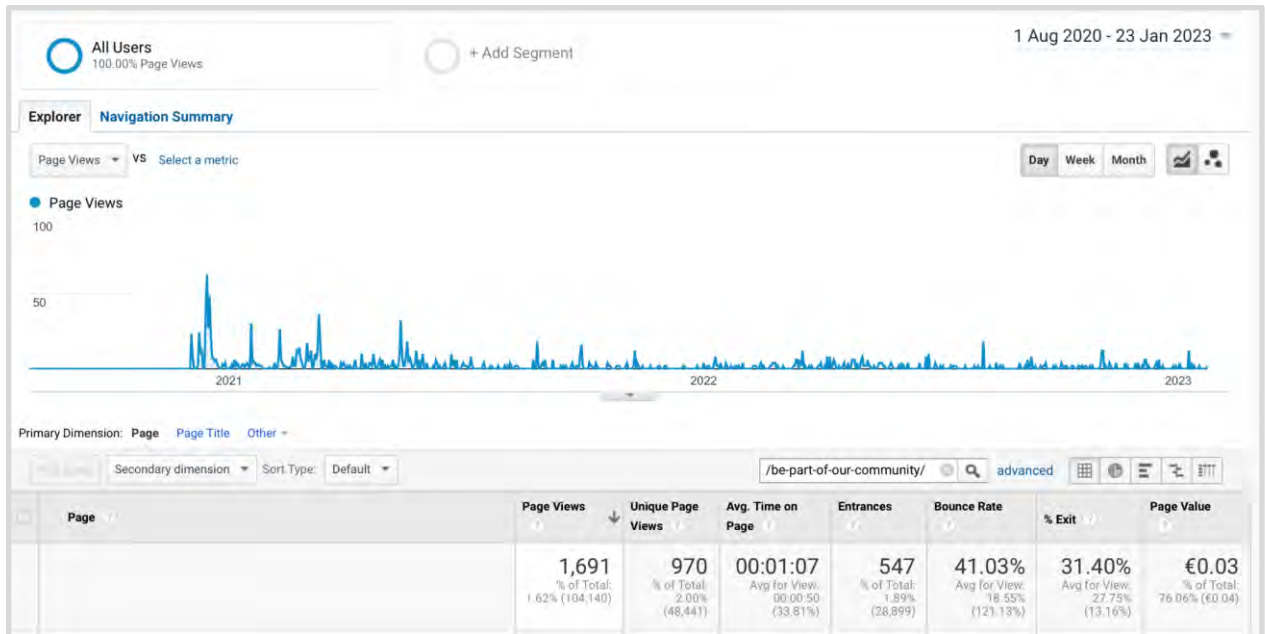 All Users
100.00% Page Views
+ Add Segment
1 Aug 2020 - 23 Jan 2023
Explorer Navigation Summary
Page Views VS Select a metric
Day Week Month
Page Views
100
50
2021 2022 2023
Primary Dimension: Page Page Title Other
Secondary dimension Sort Type: Default /be-part-of-our-community/ advanced
Page Page Views Unique Page Views Avg. Time on Page Entrances Bounce Rate % Exit Page Value
1,691 970 00:01:07 547 41.03% 31.40% €0.03
% of Total: % of Total: Avg for View: % of Total: Avg for View: Avg for View: % of Total:
1.62% (104,140) 2.00% 00:00:50 1.89% 18.55% 27.75% 76.06% (€0.04)
(48,441) (33.81%) (28,899) (121.13%) (13.16%)